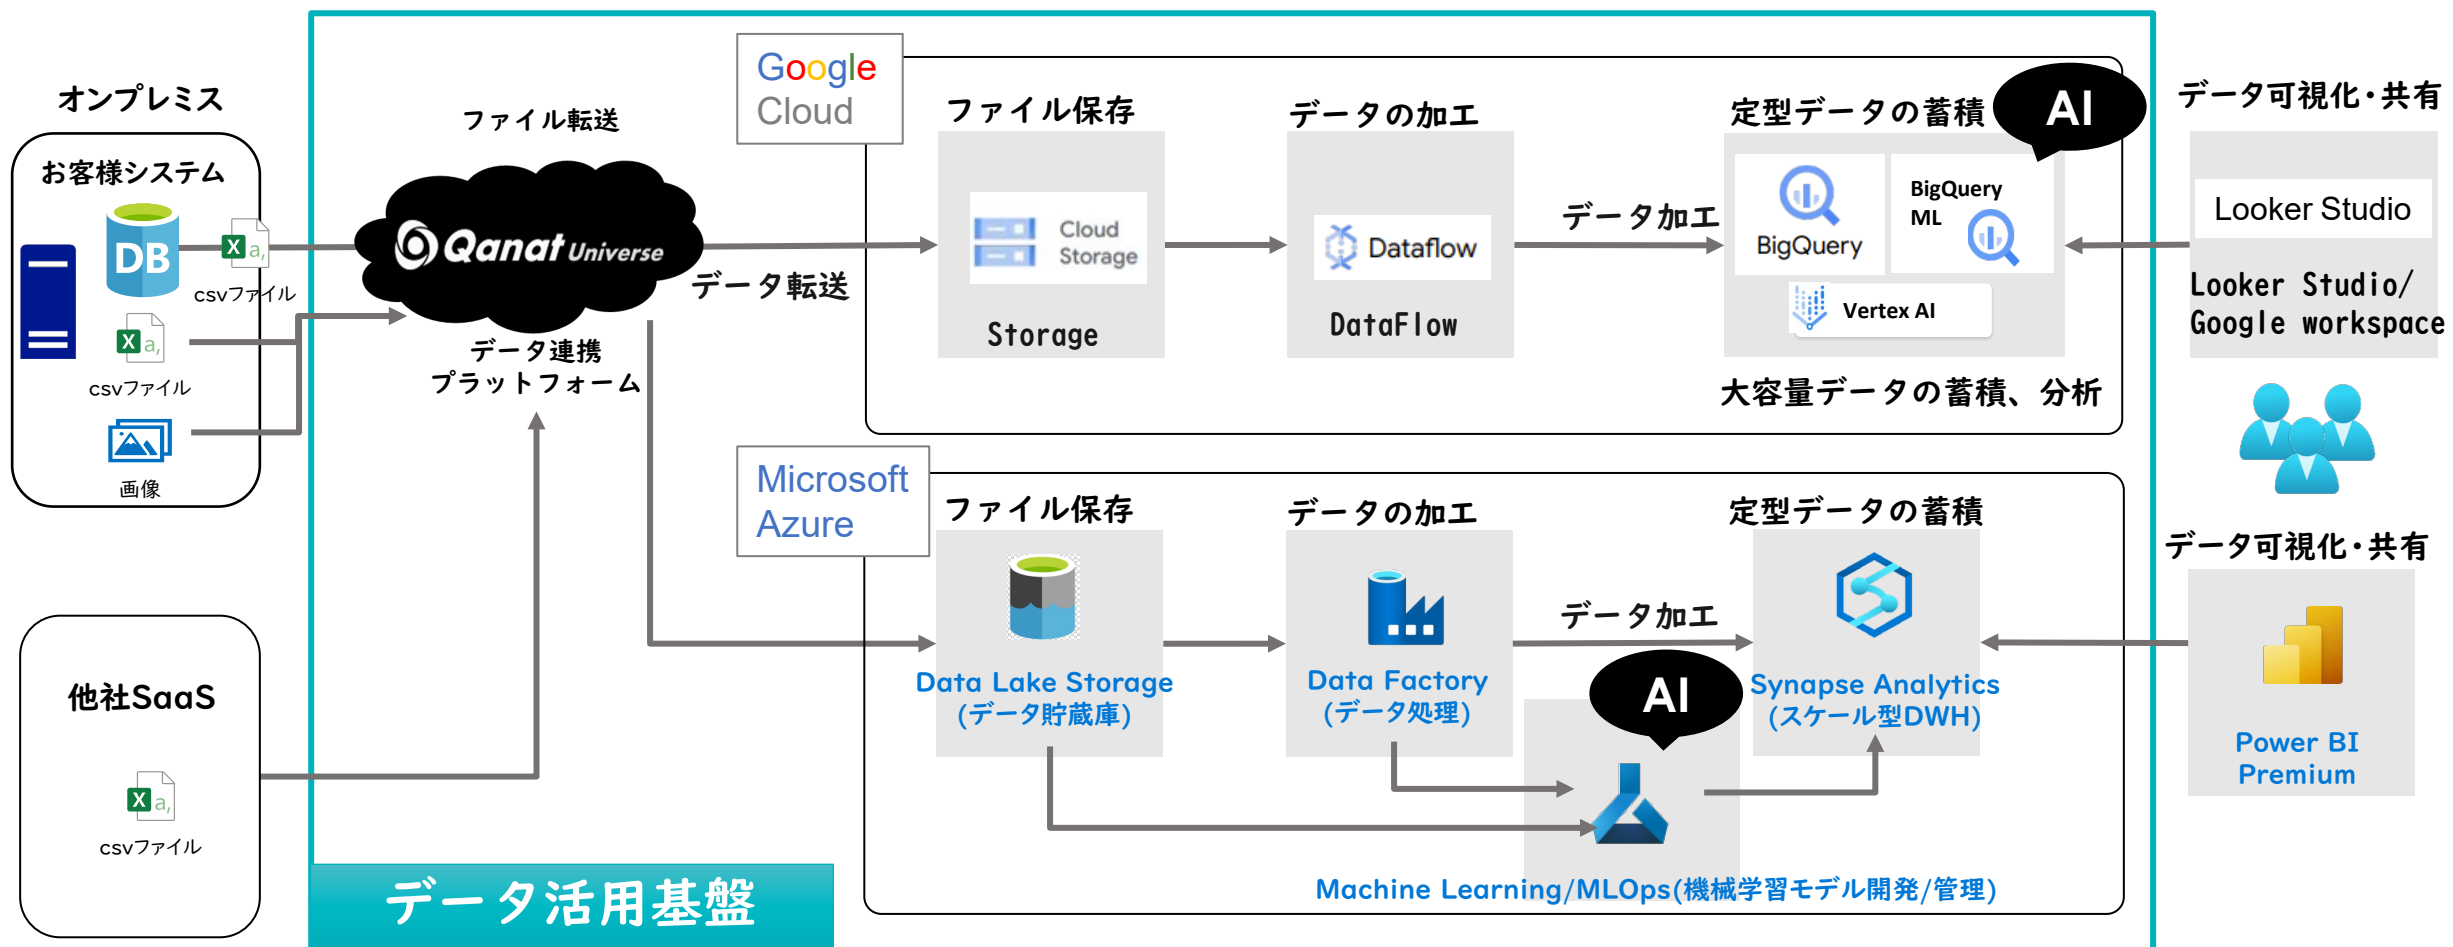 オンプレミス
お客様システム
DB
X a,
csvファイル
X a,
csvファイル
画像
他社SaaS
X a,
csvファイル
ファイル転送
Qanat Universe
データ転送
データ連携
プラットフォーム
データ活用基盤
Google
Cloud
ファイル保存
Cloud
Storage
Storage
データの加工
Dataflow
DataFlow
データ加工
定型データの蓄積
AI
BigQuery
BigQuery
ML
Vertex AI
大容量データの蓄積、分析
データ可視化・共有
Looker Studio
Looker Studio/
Google workspace
Microsoft
Azure
ファイル保存
Data Lake Storage
(データ貯蔵庫)
データの加工
Data Factory
(データ処理)
データ加工
AI
定型データの蓄積
Synapse Analytics
(スケール型DWH)
Machine Learning/MLOps(機械学習モデル開発/管理)
データ可視化・共有
Power BI
Premium